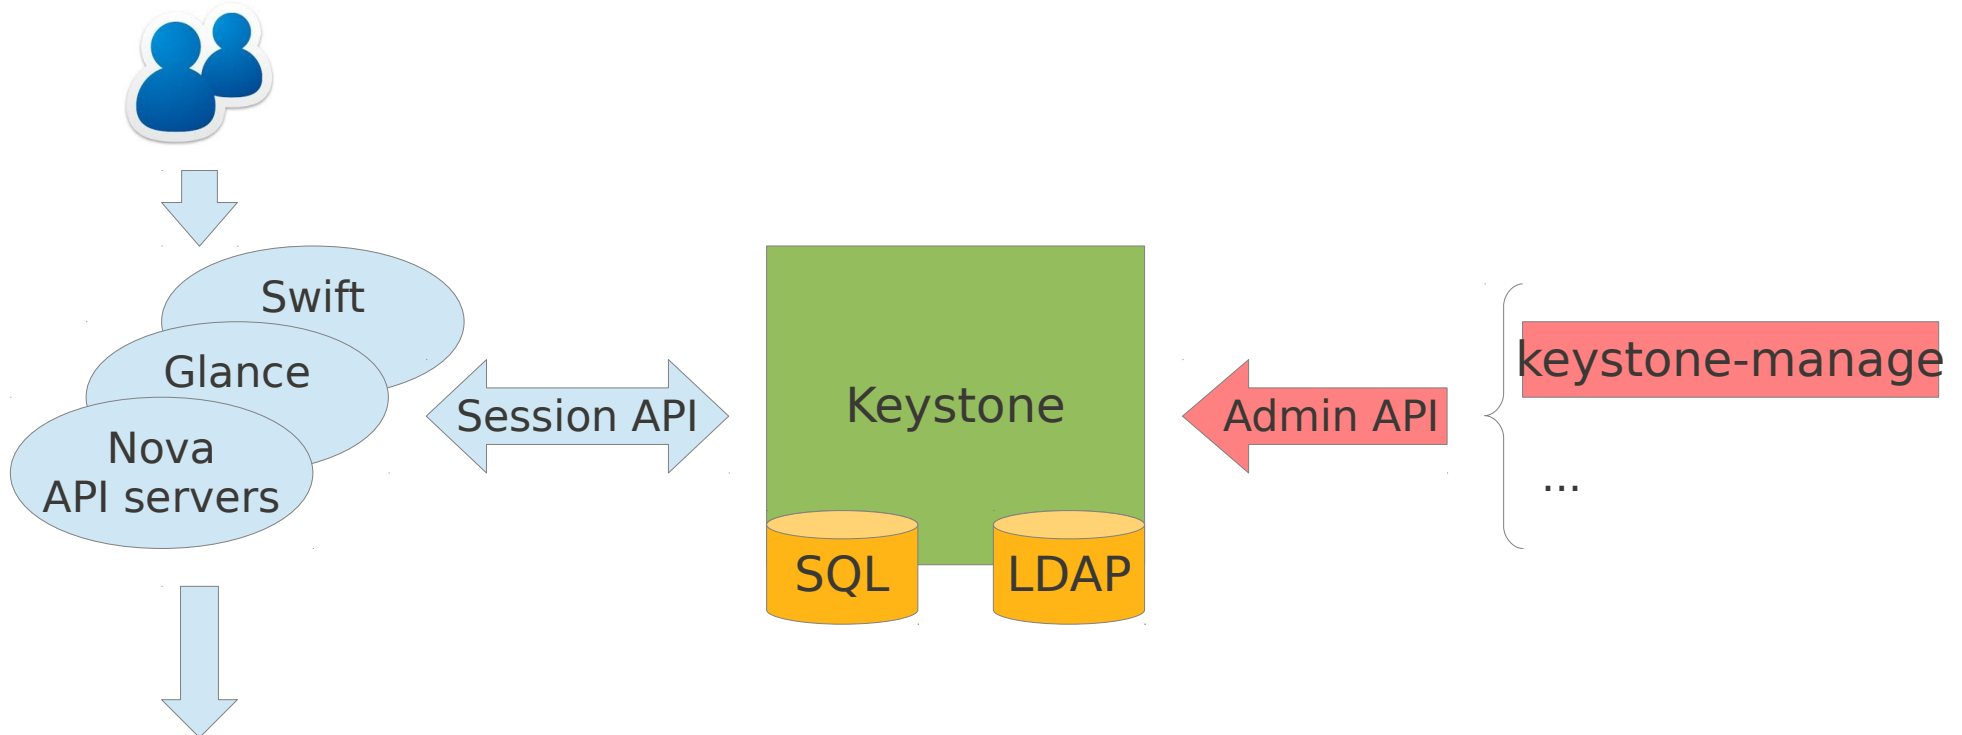 Swift
Glance
Nova
API servers
Session API
Keystone
SQL
LDAP
Admin API
keystone-manage
...